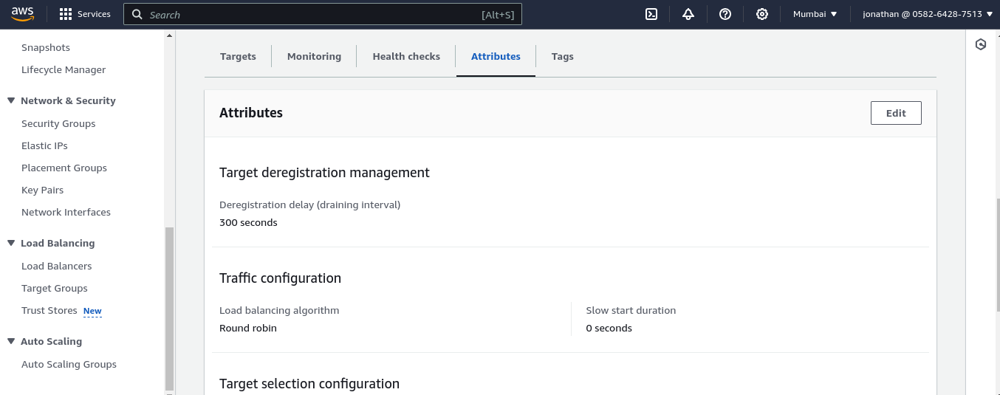 aws Services Search [Alt+S] Mumbai jonathan @ 0582-6428-7513
Snapshots
Lifecycle Manager
Network & Security
Security Groups
Elastic IPs
Placement Groups
Key Pairs
Network Interfaces
Load Balancing
Load Balancers
Target Groups
Trust Stores New
Auto Scaling
Auto Scaling Groups
Targets Monitoring Health checks Attributes Tags
Attributes Edit
Target deregistration management
Deregistration delay (draining interval)
300 seconds
Traffic configuration
Load balancing algorithm Slow start duration
Round robin 0 seconds
Target selection configuration